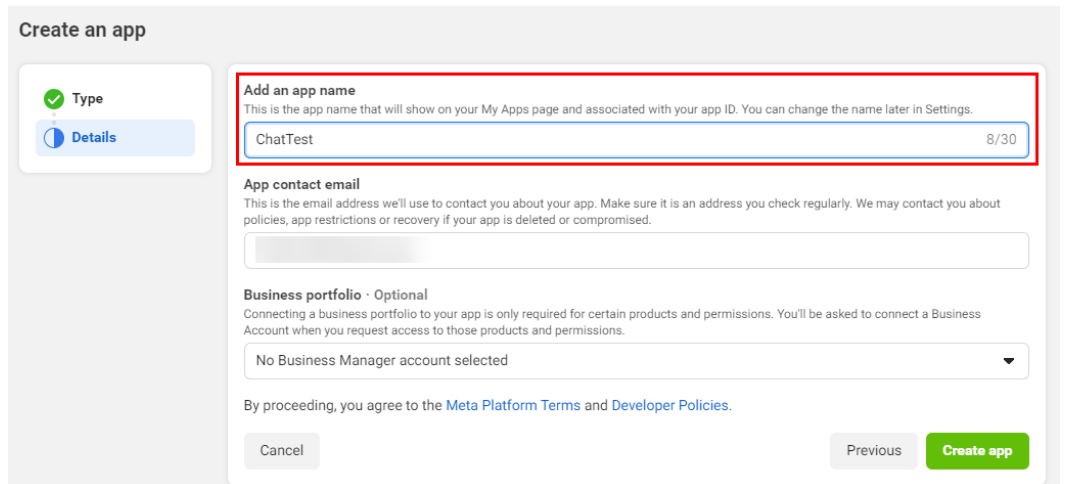 Create an app
Type
Details
Add an app name
This is the app name that will show on your My Apps page and associated with your app ID. You can change the name later in Settings.
ChatTest 8/30
App contact email
This is the email address we'll use to contact you about your app. Make sure it is an address you check regularly. We may contact you about
policies, app restrictions or recovery if your app is deleted or compromised.
Business portfolio · Optional
Connecting a business portfolio to your app is only required for certain products and permissions. You'll be asked to connect a Business
Account when you request access to those products and permissions.
No Business Manager account selected
By proceeding, you agree to the Meta Platform Terms and Developer Policies.
Cancel Previous Create app